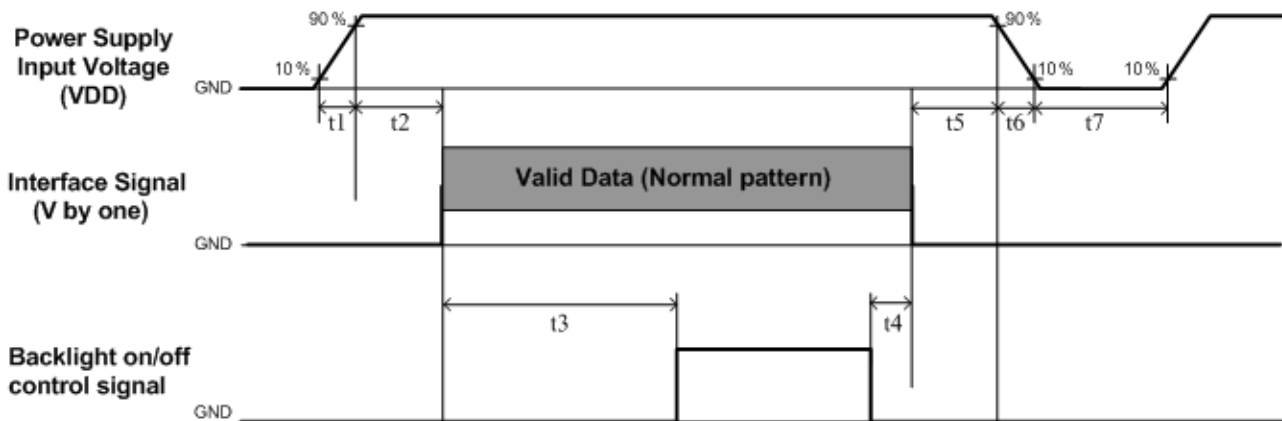 Power Supply
Input Voltage
(VDD)
90 %
10 %
GND
t1
t2
t5
90 %
10 %
t6
t7
10 %
Interface Signal
(V by one)
Valid Data (Normal pattern)
GND
t3
t4
Backlight on/off
control signal
GND